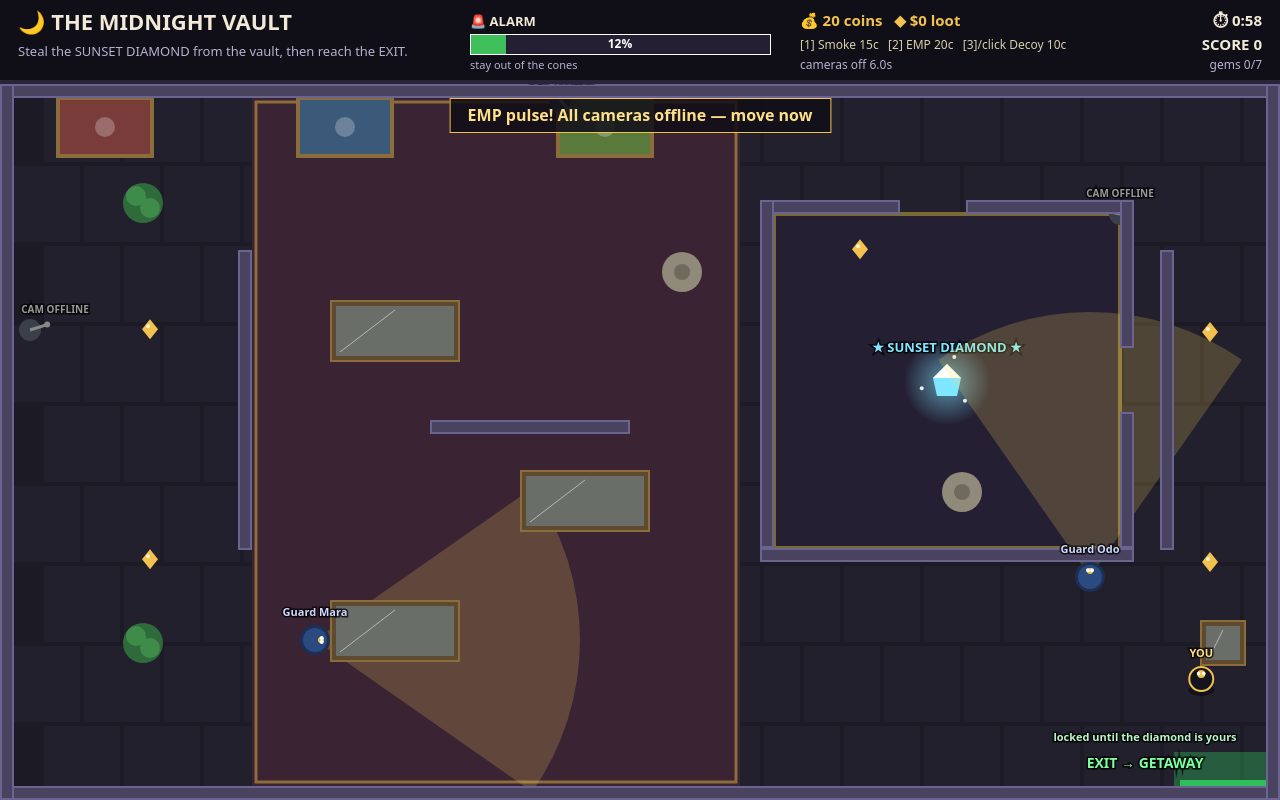 🌙 THE MIDNIGHT VAULT
Steal the SUNSET DIAMOND from the vault, then reach the EXIT.
🚨 ALARM
12%
stay out of the cones
💰 20 coins ◆ $0 loot
[1] Smoke 15c [2] EMP 20c [3]/click Decoy 10c
cameras off 6.0s
⏱ 0:58
SCORE 0
gems 0/7
EMP pulse! All cameras offline — move now
CAM OFFLINE
CAM OFFLINE
★ SUNSET DIAMOND ★
Guard Odo
Guard Mara
YOU
locked until the diamond is yours
EXIT → GETAWAY